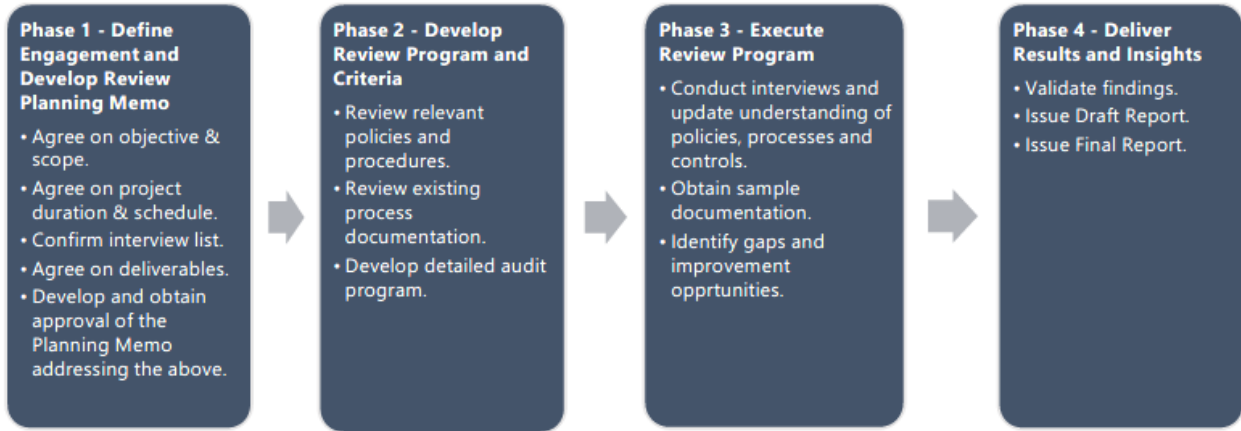 Phase 1 - Define
Engagement and
Develop Review
Planning Memo
• Agree on objective &
scope.
• Agree on project
duration & schedule.
• Confirm interview list.
• Agree on deliverables.
• Develop and obtain
approval of the
Planning Memo
addressing the above.
Phase 2 - Develop
Review Program and
Criteria
• Review relevant
policies and
procedures.
• Review existing
process
documentation.
• Develop detailed audit
program.
Phase 3 - Execute
Review Program
• Conduct interviews and
update understanding of
policies, processes and
controls.
• Obtain sample
documentation.
• Identify gaps and
improvement
opprtunities.
Phase 4 - Deliver
Results and Insights
• Validate findings.
• Issue Draft Report.
• Issue Final Report.